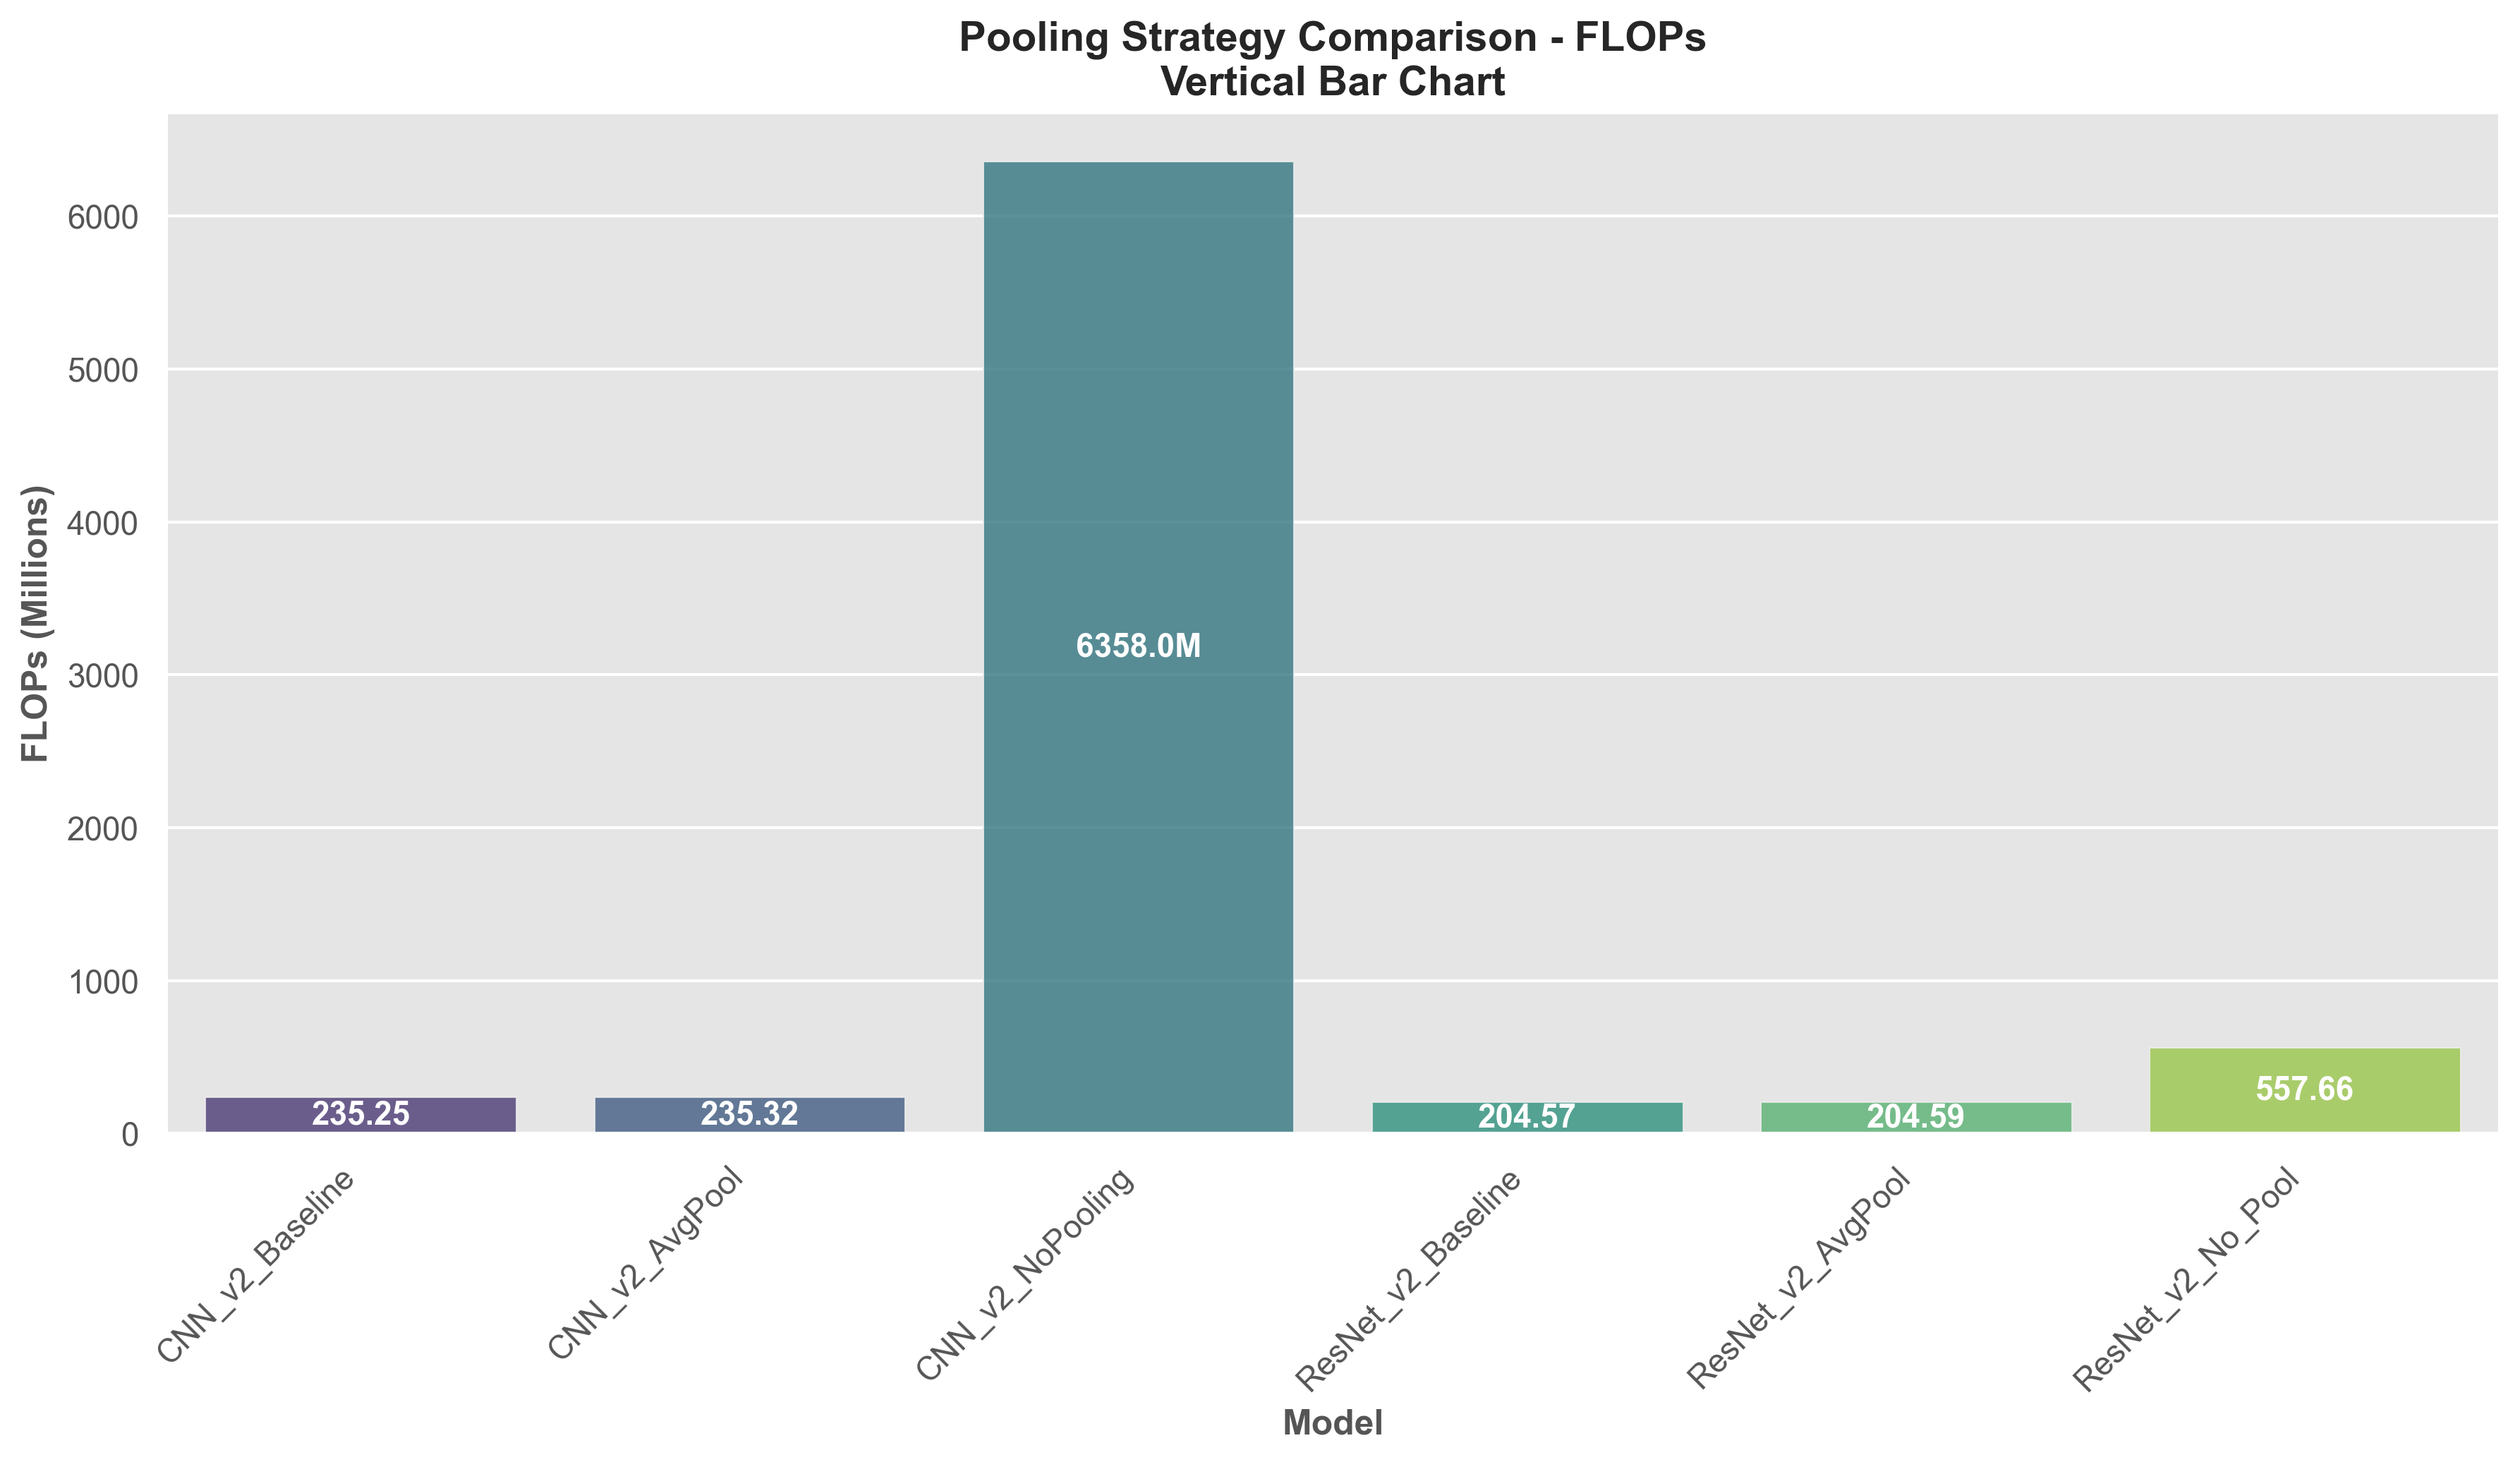 Pooling Strategy Comparison - FLOPs
Vertical Bar Chart
FLOPs (Millions)
6000
5000
4000
3000
2000
1000
0
235.25
235.32
6358.0M
204.57
204.59
557.66
CNN_v2_Baseline
CNN_v2_AvgPool
CNN_v2_NoPooling
ResNet_v2_Baseline
ResNet_v2_AvgPool
ResNet_v2_No_Pool
Model